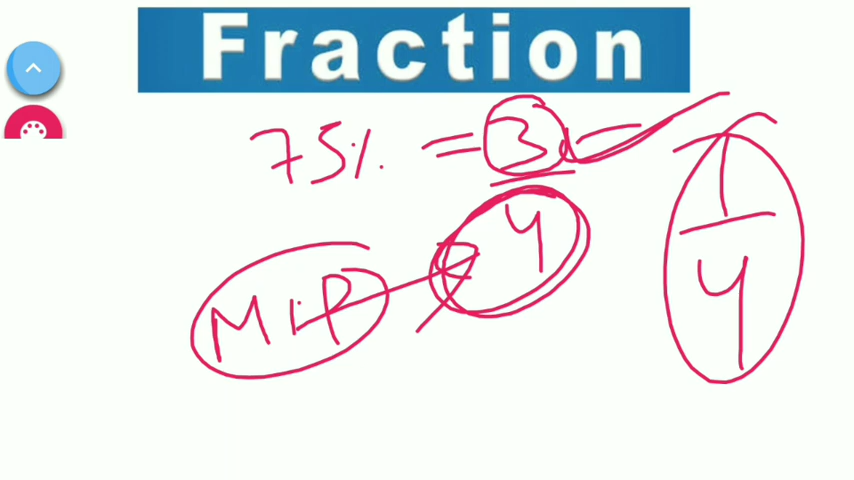 Fraction
75% = 3
4
M.P
1
4